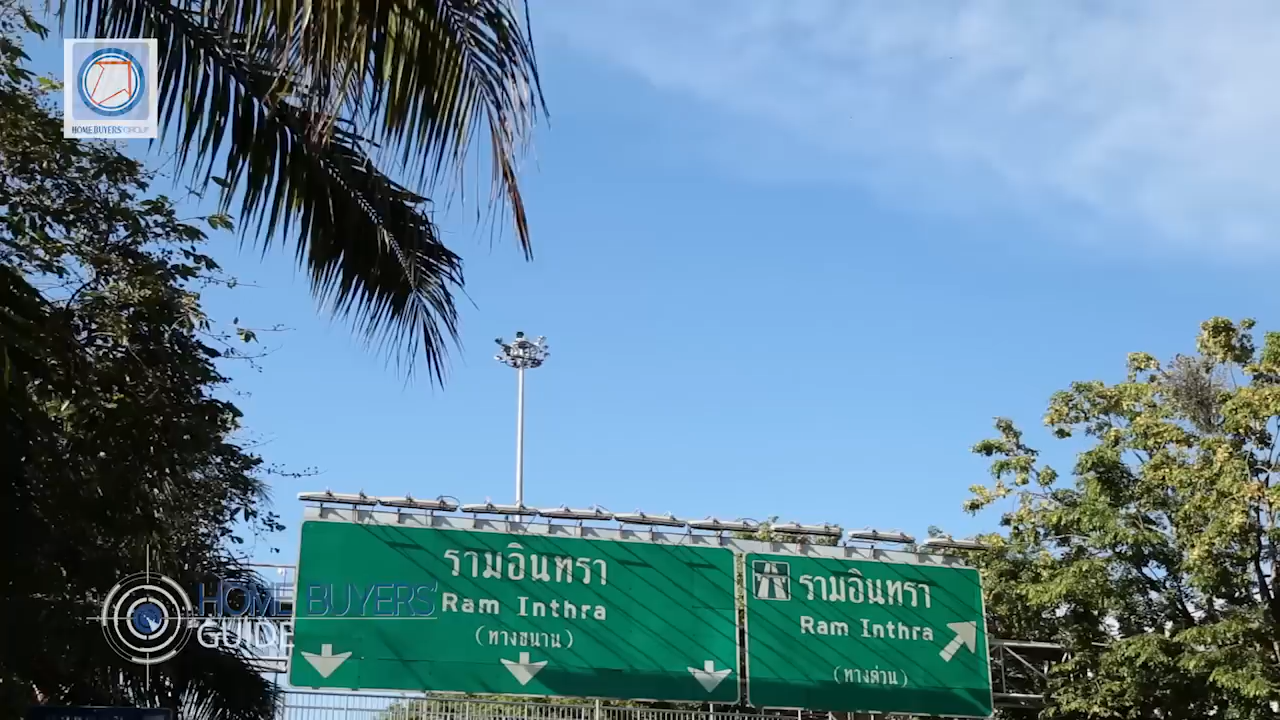 HOME BUYERS' GROUP
รามอินทรา
Ram Inthra
(ทางขนาน)
รามอินทรา
Ram Inthra
(ทางด่วน)
HOME BUYERS'
GUIDE